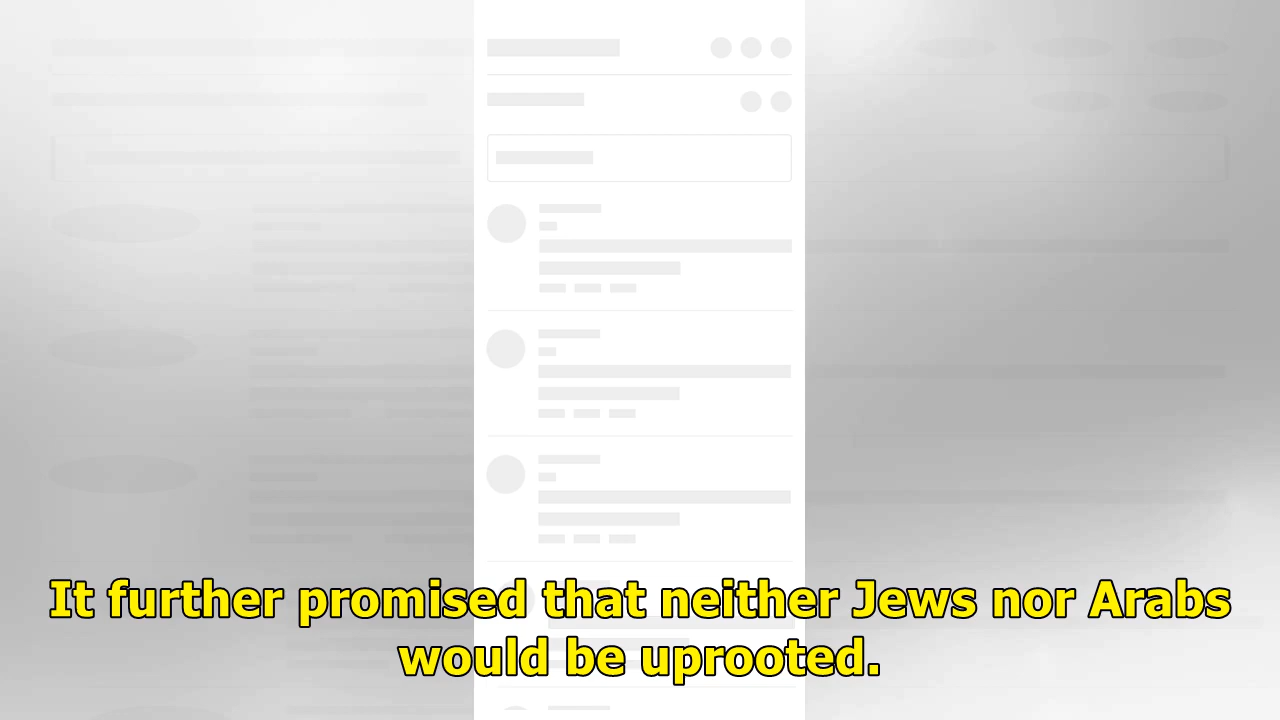 It further promised that neither Jews nor Arabs
would be uprooted.